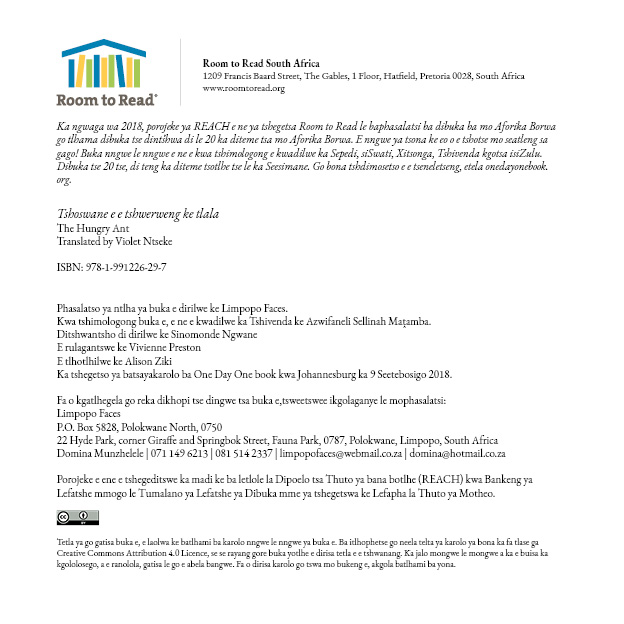 Room to Read®
Room to Read South Africa
1209 Francis Baard Street, The Gables, 1 Floor, Hatfield, Pretoria 0028, South Africa
www.roomtoread.org
Ka ngwaga wa 2018, porojeke ya REACH e ne ya tshegetsa Room to Read le baphasalatsi ba dibuka ba mo Aforika Borwa
go tlhama dibuka tse dintšhwa di le 20 ka diteme tsa mo Aforika Borwa. E nngwe ya tsona ke eo o e tshotse mo seatleng sa
gago! Buka nngwe le nngwe e ne e kwa tshimologong e kwadilwe ka Sepedi, siSwati, Xitsonga, Tshivenda kgotsa isiZulu.
Dibuka tse 20 tse, di teng ka diteme tsotlhe tse le ka Seesimane. Go bona tshdimosetso e e tseneletseng, etela onedayonebook.
org.
Tshoswane e e tshwerweng ke tlala
The Hungry Ant
Translated by Violet Ntseke
ISBN: 978-1-991226-29-7
Phasalatso ya ntlha ya buka e dirilwe ke Limpopo Faces.
Kwa tshimologong buka e, e ne e kwadilwe ka Tshivenda ke Azwifaneli Sellinah Maṱamba.
Ditshwantsho di dirilwe ke Sinomonde Ngwane
E rulagantswe ke Vivienne Preston
E tlhotlhilwe ke Alison Ziki
Ka tshegetso ya batsayakarolo ba One Day One book kwa Johannesburg ka 9 Seetebosigo 2018.
Fa o kgatlhegela go reka dikhopi tse dingwe tsa buka e,tsweetswee ikgolaganye le mophasalatsi:
Limpopo Faces
P.O. Box 5828, Polokwane North, 0750
22 Hyde Park, corner Giraffe and Springbok Street, Fauna Park, 0787, Polokwane, Limpopo, South Africa
Domina Munzhelele | 071 149 6213 | 081 514 2337 | limpopofaces@webmail.co.za | domina@hotmail.co.za
Porojeke e ene e tshegeditswe ka madi ke ba letlole la Dipoelo tsa Thuto ya bana botlhe (REACH) kwa Bankeng ya
Lefatshe mmogo le Tumalano ya Lefatshe ya Dibuka mme ya tshegetswa ke Lefapha la Thuto ya Motheo.
CC BY
Tetla ya go gatisa buka e, e laolwa ke batlhami ba karolo nngwe le nngwe ya buka e. Ba itlhophetse go neela telta ya karolo ya bona ka fa tlase ga
Creative Commons Attribution 4.0 Licence, se se rayang gore buka yotlhe e dirisa tetla e e tshwanang. Ka jalo mongwe le mongwe a ka e buisa ka
kgololosego, a e ranolola, gatisa le go e abela bangwe. Fa o dirisa karolo go tswa mo bukeng e, akgola batlhami ba yona.